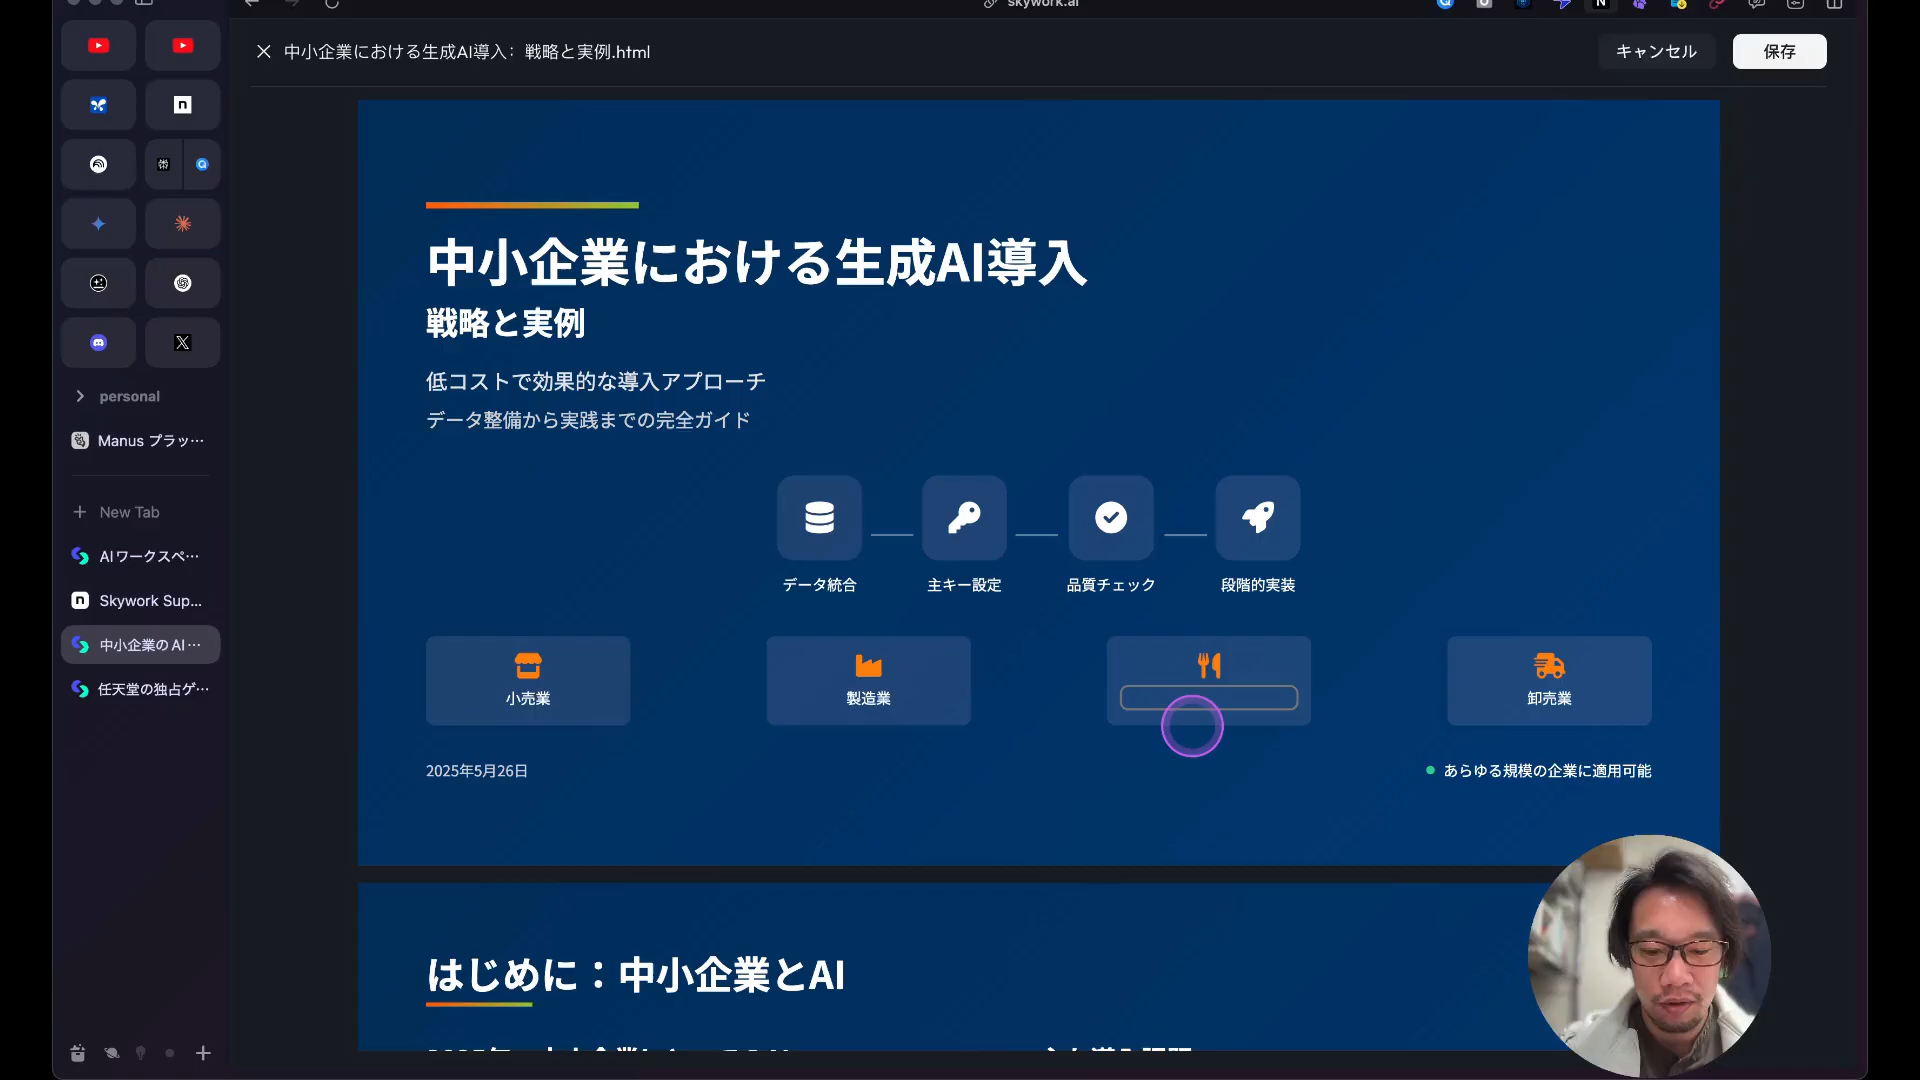 skywork.ai
中小企業における生成AI導入：戦略と実例.html
キャンセル
保存
personal
Manus プラッ…
New Tab
AIワークスペ…
Skywork Sup...
中小企業のAI…
任天堂の独占ゲ…
中小企業における生成AI導入
戦略と実例
低コストで効果的な導入アプローチ
データ整備から実践までの完全ガイド
データ統合
主キー設定
品質チェック
段階的実装
小売業
製造業
卸売業
2025年5月26日
あらゆる規模の企業に適用可能
はじめに：中小企業とAI